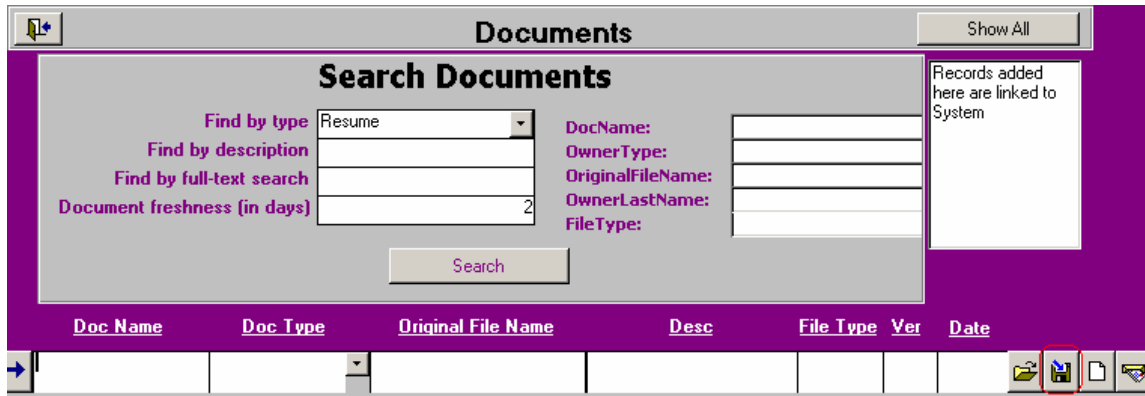 Documents
Show All
Search Documents
Records added
here are linked to
System
Find by type Resume
Find by description
Find by full-text search
Document freshness (in days) 2
DocName:
OwnerType:
OriginalFileName:
OwnerLastName:
FileType:
Search
Doc Name Doc Type Original File Name Desc File Type Ver Date